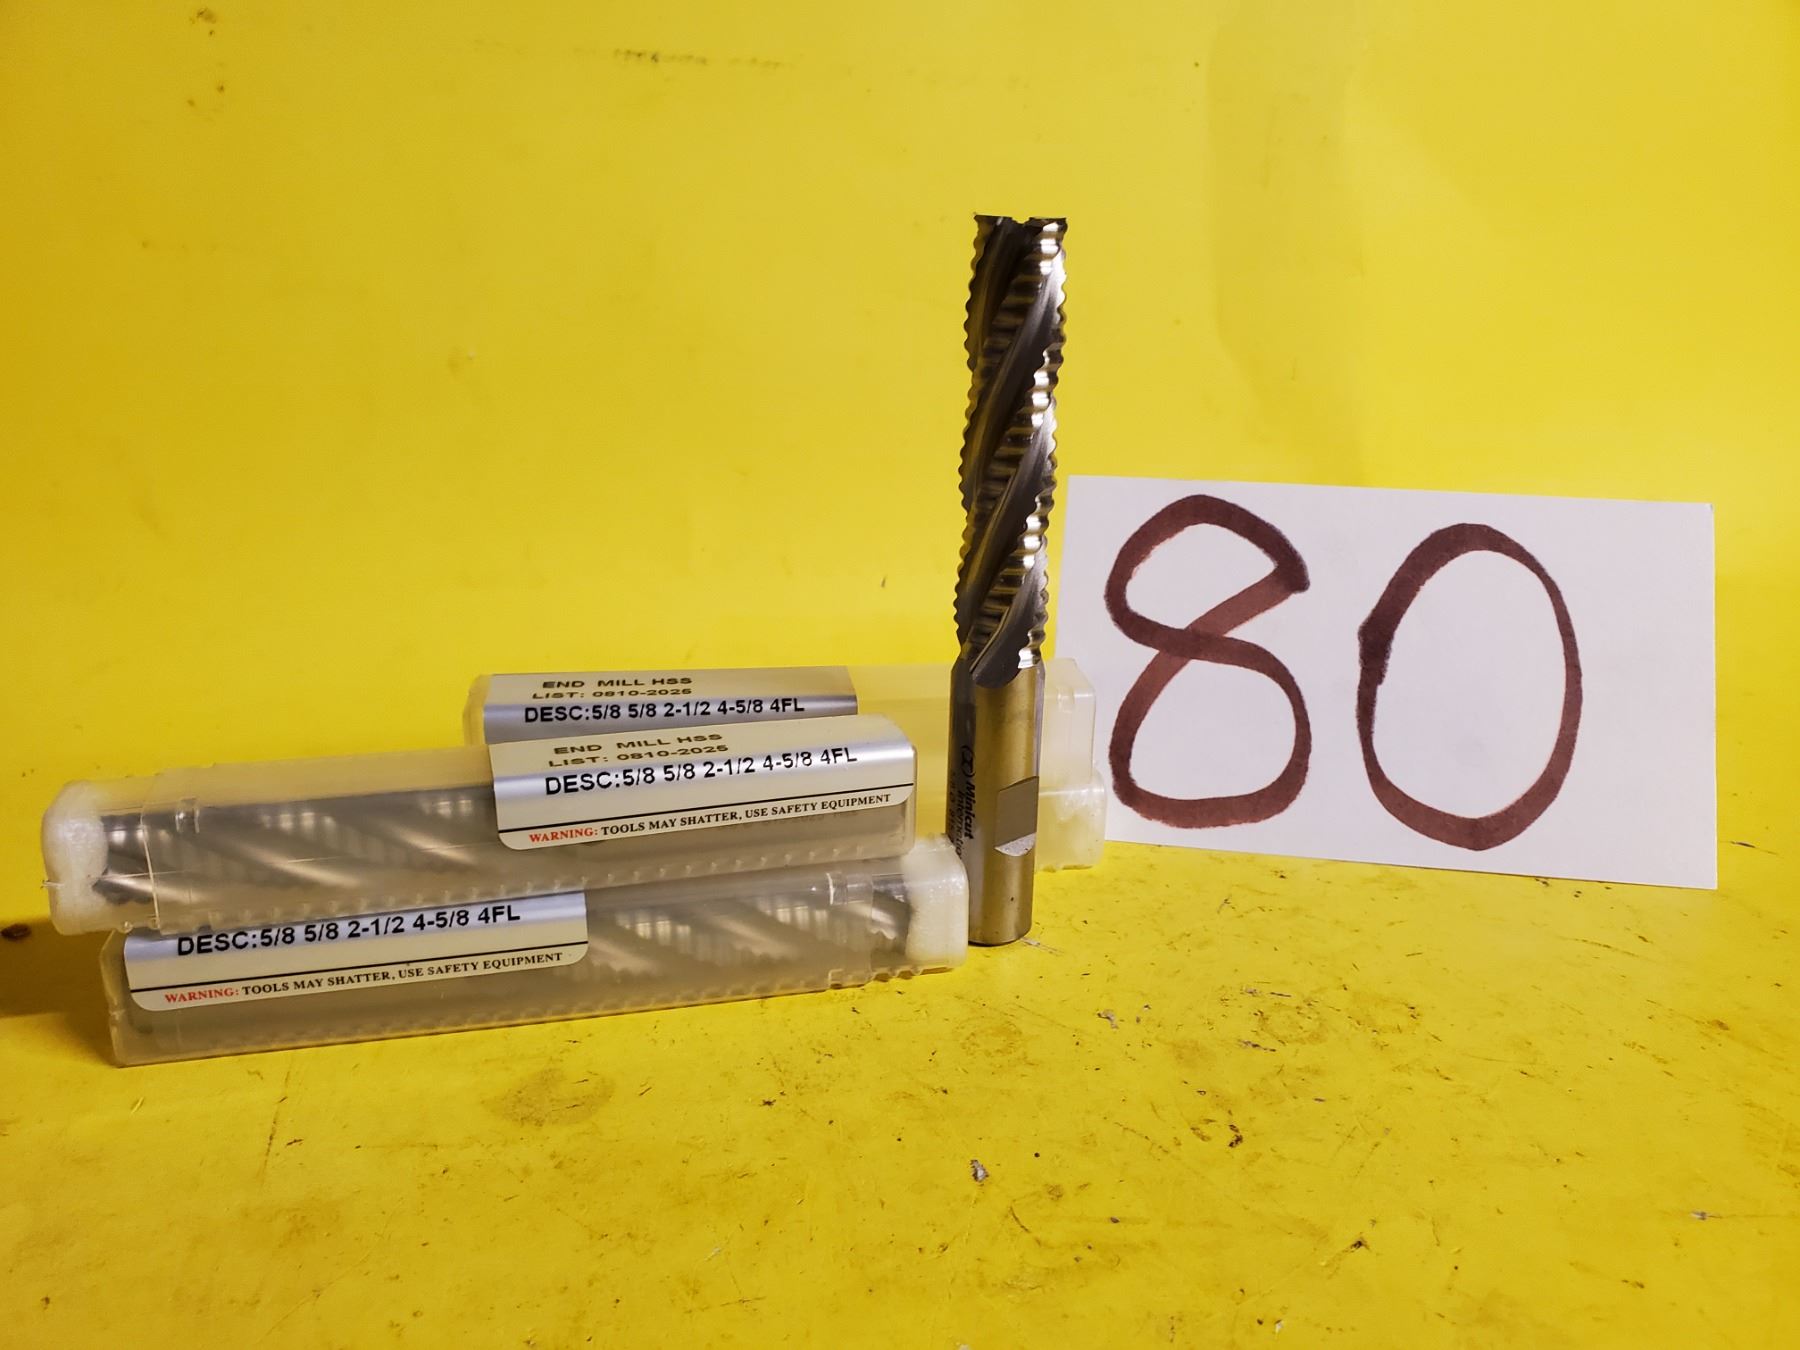 END MILL HSS
LIST: 0810-2025
DESC:5/8 5/8 2-1/2 4-5/8 4FL
END MILL HSS
LIST: 0810-2025
DESC:5/8 5/8 2-1/2 4-5/8 4FL
WARNING: TOOLS MAY SHATTER, USE SAFETY EQUIPMENT
DESC:5/8 5/8 2-1/2 4-5/8 4FL
WARNING: TOOLS MAY SHATTER, USE SAFETY EQUIPMENT
Minicut
80